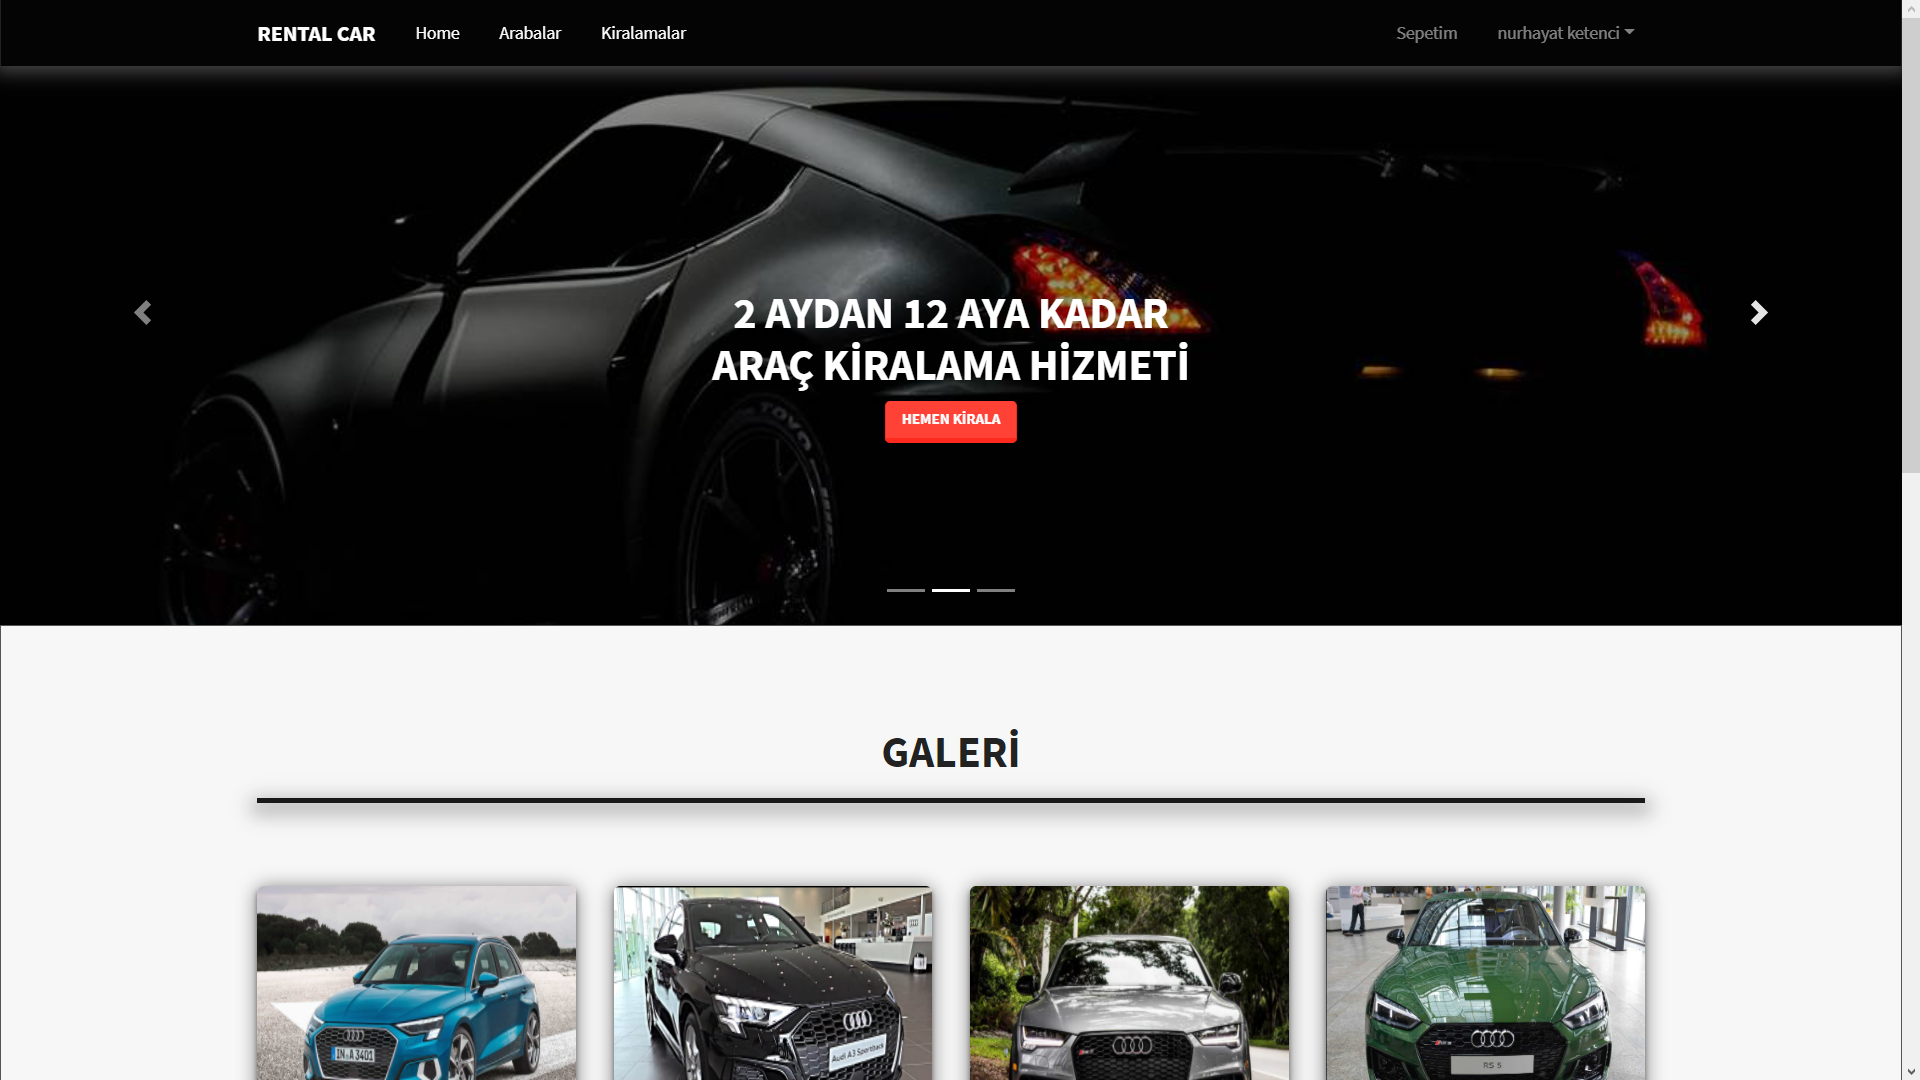 RENTAL CAR Home Arabalar Kiralamalar Sepetim nurhayat ketenci
2 AYDAN 12 AYA KADAR
ARAÇ KİRALAMA HİZMETİ
HEMEN KİRALA
TOYO
GALERİ
IN A 3401
Audi A3 Sportback
RS 5